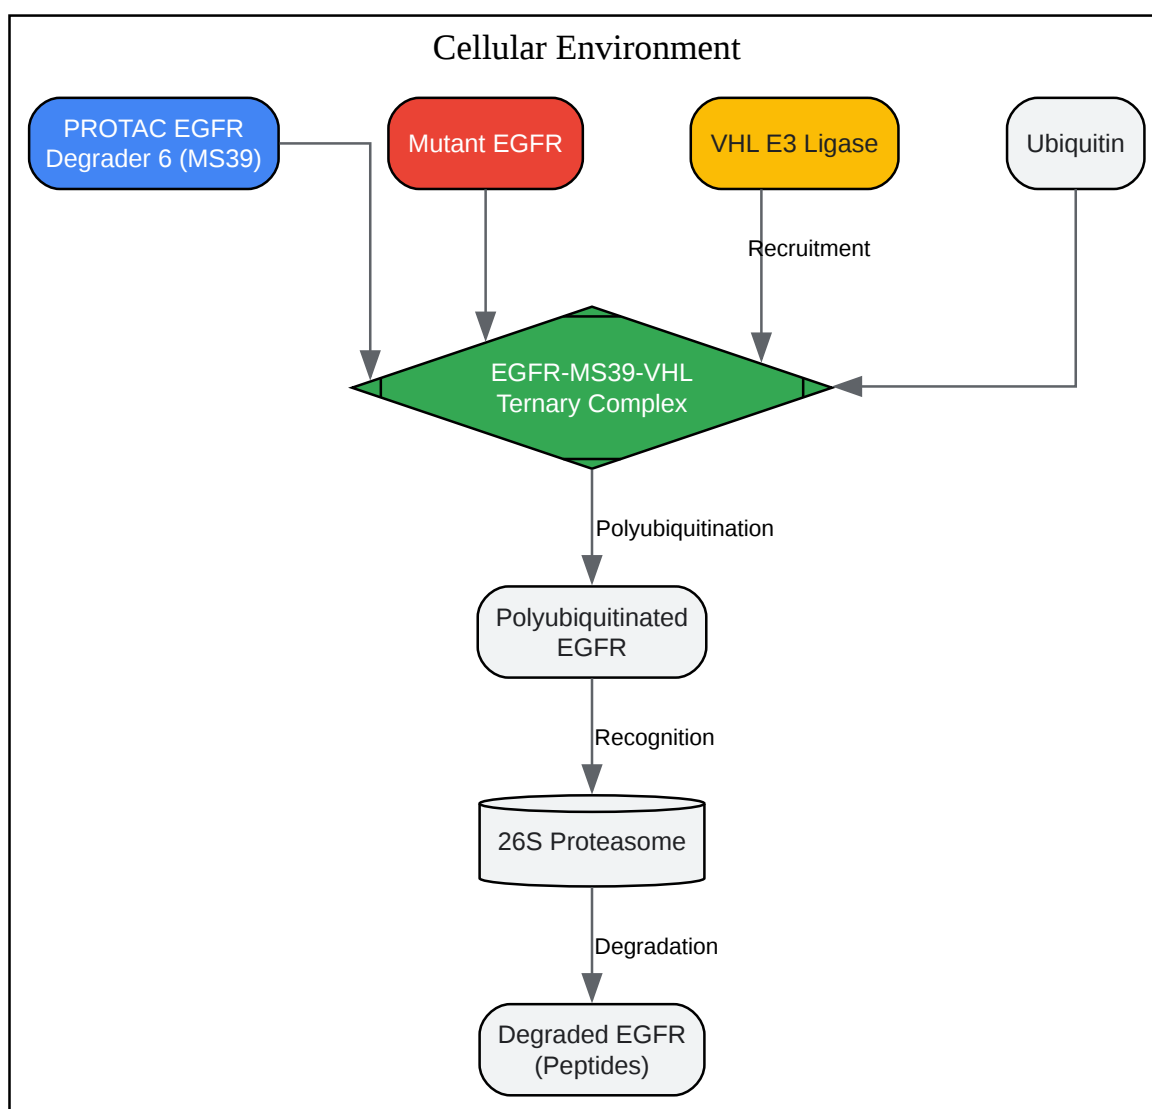 Cellular Environment
PROTAC EGFR
Degrader 6 (MS39)
Mutant EGFR
VHL E3 Ligase
Ubiquitin
Recruitment
EGFR-MS39-VHL
Ternary Complex
Polyubiquitination
Polyubiquitinated
EGFR
Recognition
26S Proteasome
Degradation
Degraded EGFR
(Peptides)